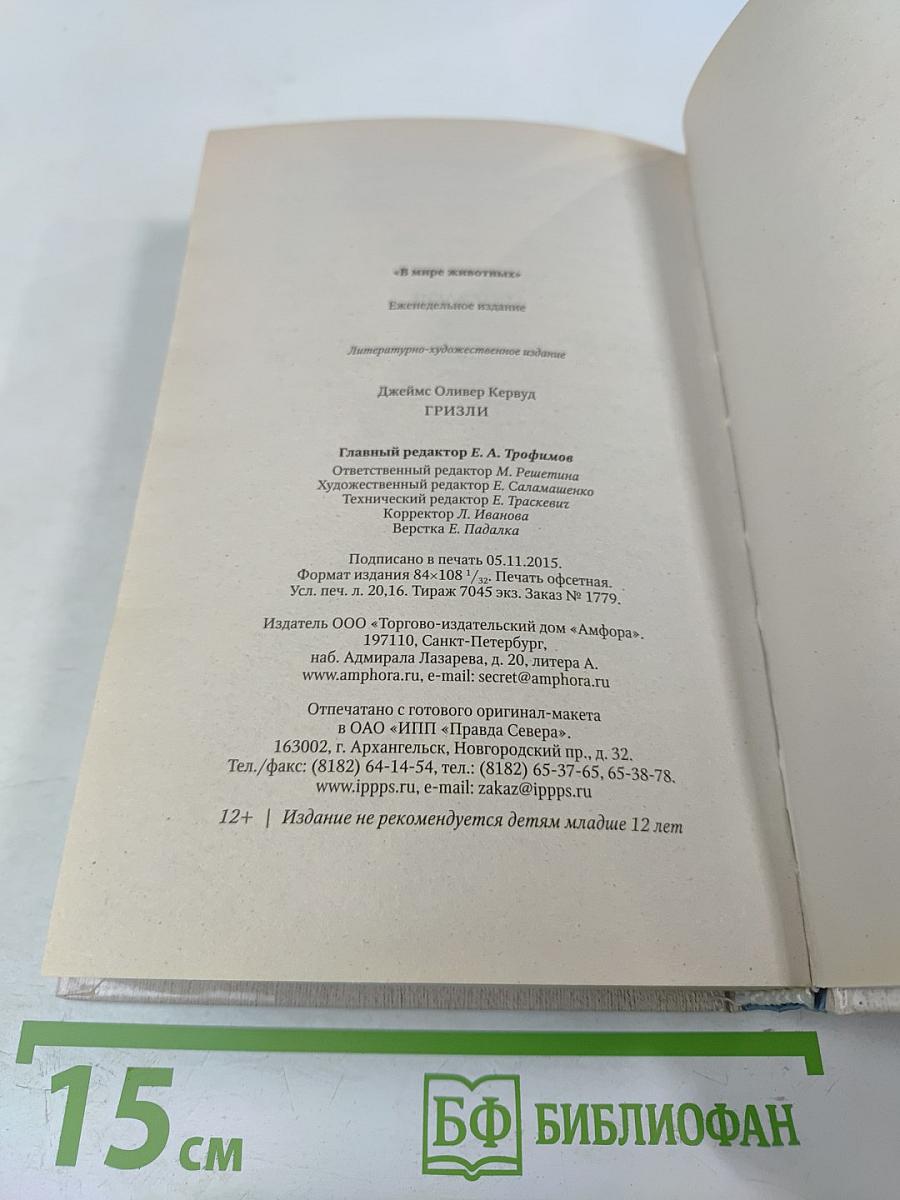 «В мире животных»
Еженедельное издание
Литературно-художественное издание
Джеймс Оливер Кервуд
ГРИЗЛИ
Главный редактор Е. А. Трофимов
Ответственный редактор М. Решетина
Художественный редактор Е. Саламашенко
Технический редактор Е. Траскевич
Корректор Л. Иванова
Верстка Е. Падалка
Подписано в печать 05.11.2015.
Формат издания 84×108 1/32. Печать офсетная.
Усл. печ. л. 20,16. Тираж 7045 экз. Заказ № 1779.
Издатель ООО «Торгово-издательский дом «Амфора».
197110, Санкт-Петербург,
наб. Адмирала Лазарева, д. 20, литера А.
www.amphora.ru, e-mail: secret@amphora.ru
Отпечатано с готового оригинал-макета
в ОАО «ИПП «Правда Севера».
163002, г. Архангельск, Новгородский пр., д. 32.
Тел./факс: (8182) 64-14-54, тел.: (8182) 65-37-65, 65-38-78.
www.ippps.ru, e-mail: zakaz@ippps.ru
12+ | Издание не рекомендуется детям младше 12 лет
15 см
БФ БИБЛИОФАН